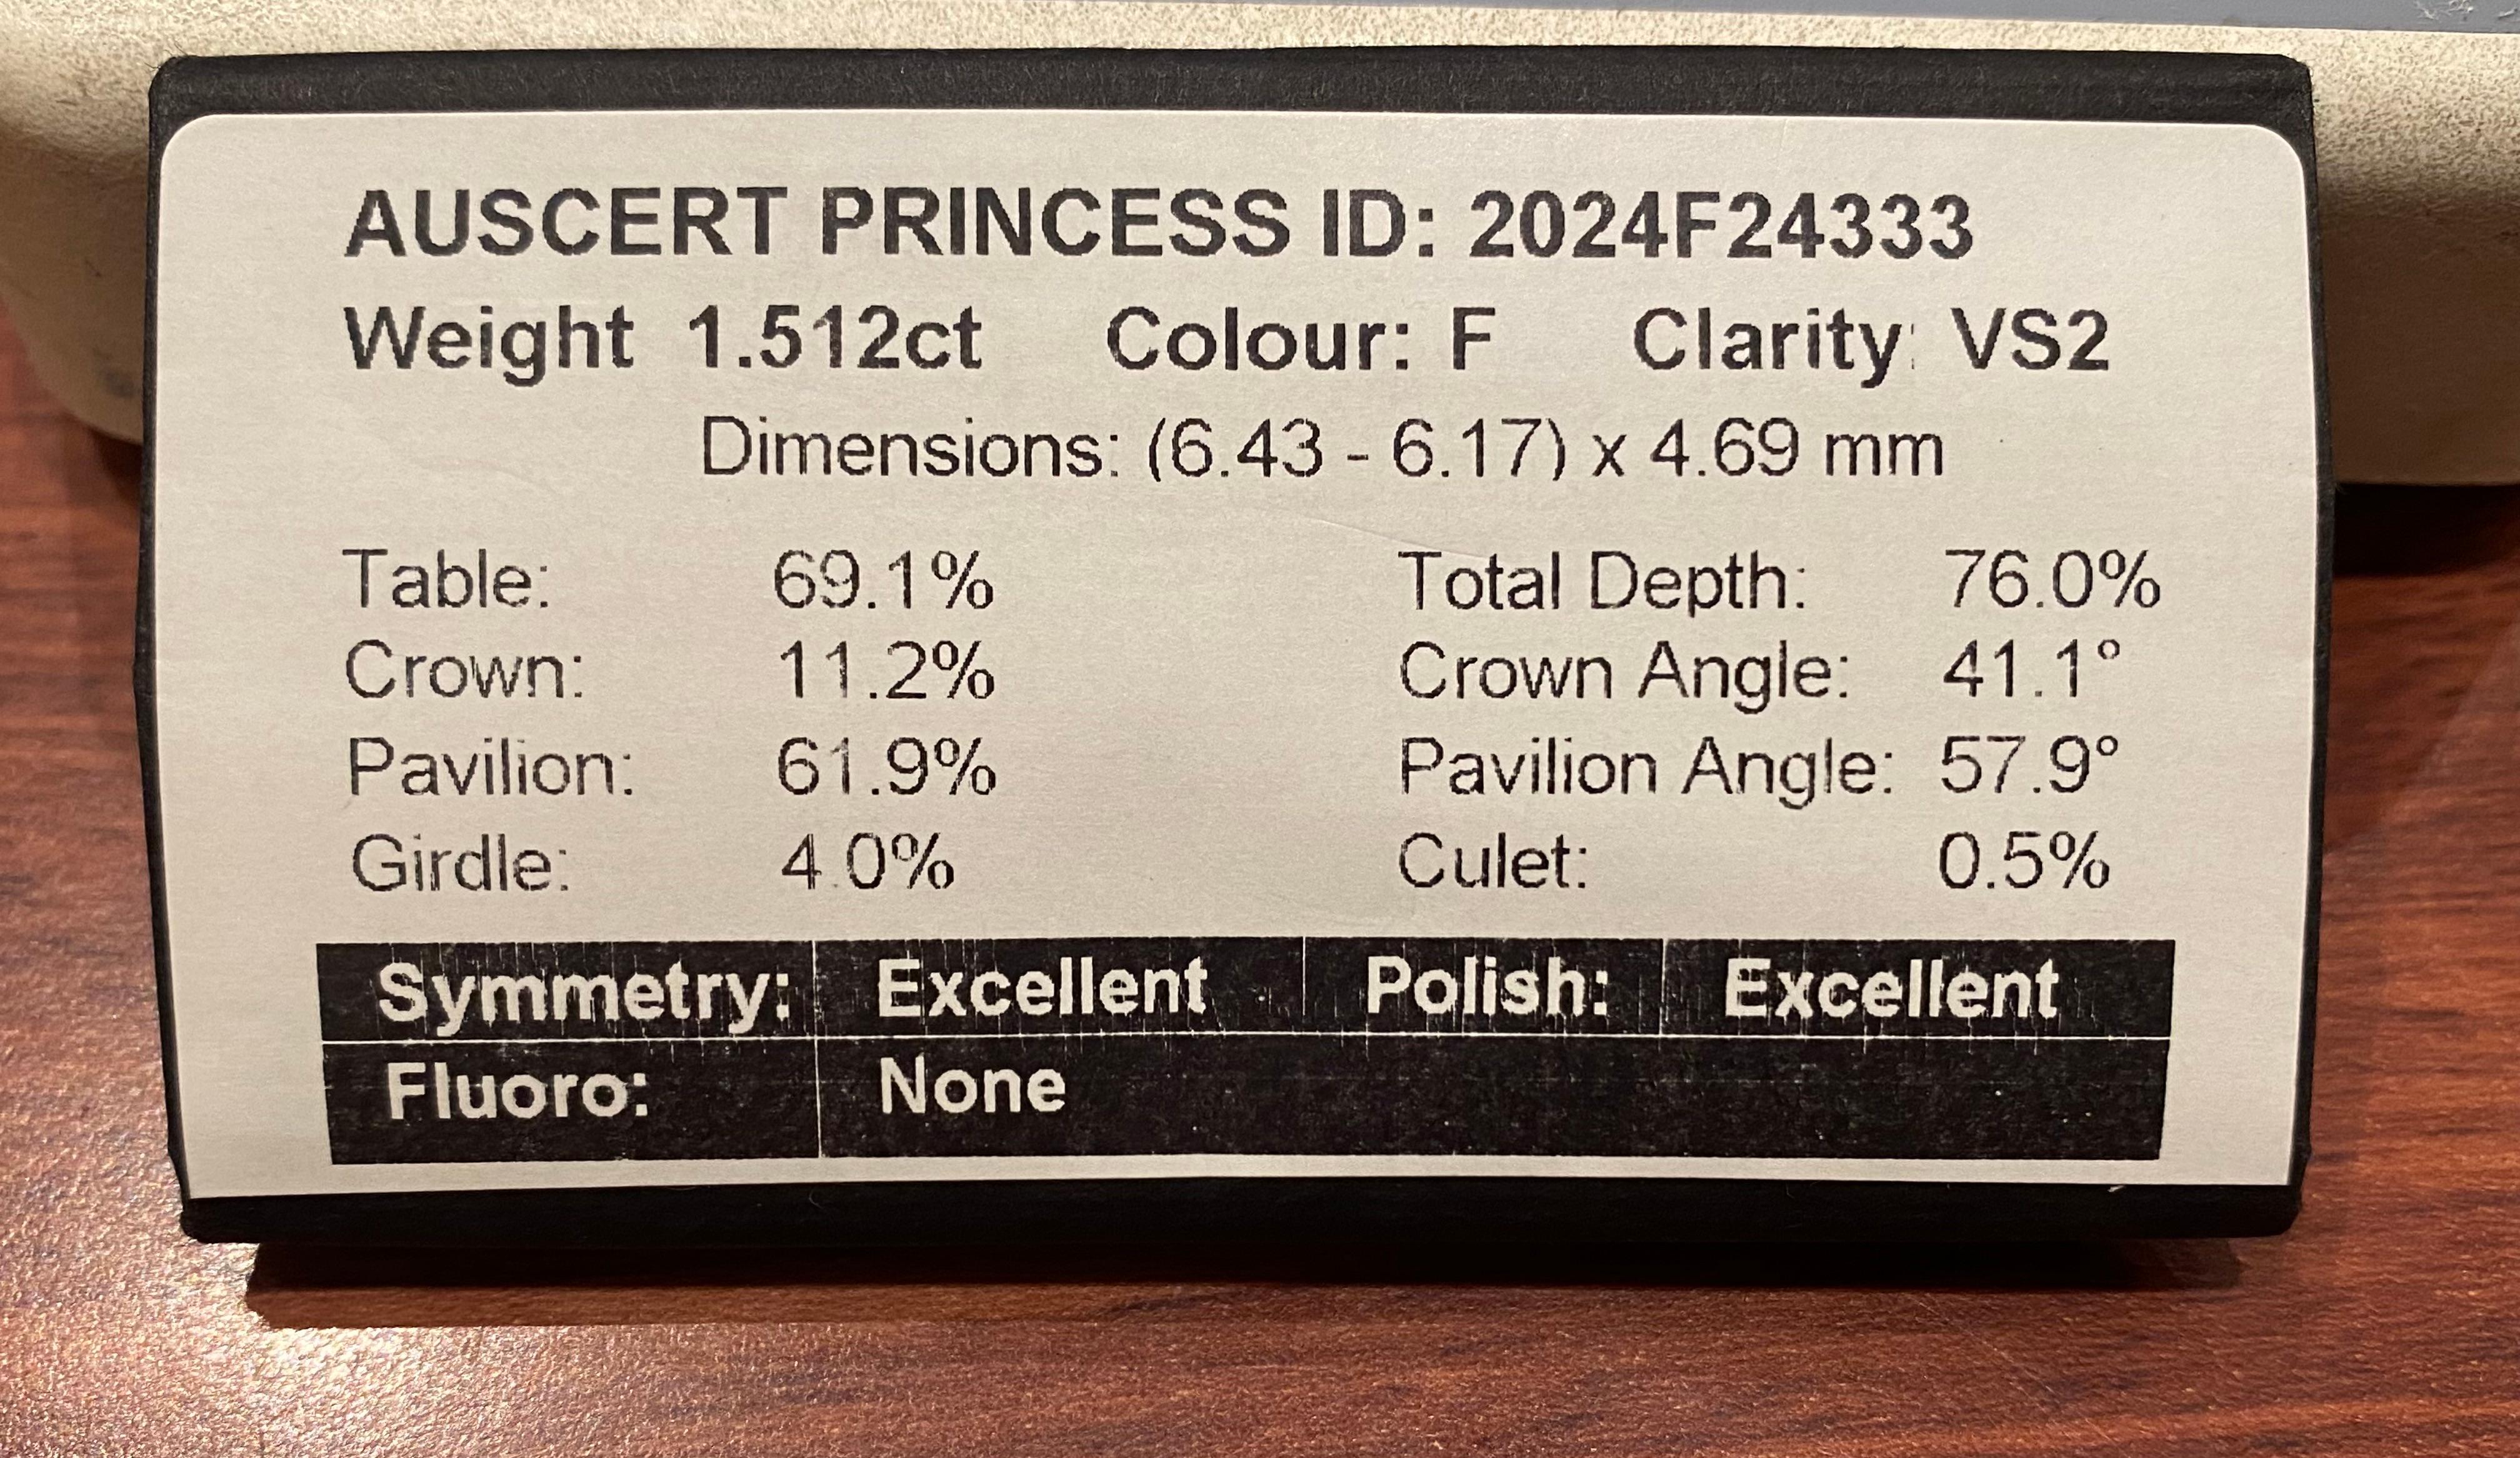 AUSCERT PRINCESS ID: 2024F24333
Weight 1.512ct Colour: F Clarity: VS2
Dimensions: (6.43 - 6.17) x 4.69 mm
Table: 69.1% Total Depth: 76.0%
Crown: 11.2% Crown Angle: 41.1°
Pavilion: 61.9% Pavilion Angle: 57.9°
Girdle: 4.0% Culet: 0.5%
Symmetry: Excellent Polish: Excellent
Fluoro: None